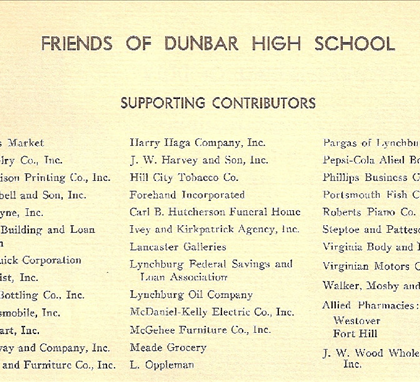 FRIENDS OF DUNBAR HIGH SCHOOL
SUPPORTING CONTRIBUTORS
s Market
lry Co., Inc.
ison Printing Co., Inc.
bell and Son, Inc.
yne, Inc.
Building and Loan
n
uick Corporation
ist, Inc.
Bottling Co., Inc.
smobile, Inc.
art, Inc.
way and Company, Inc.
and Furniture Co., Inc.
Harry Haga Company, Inc.
J. W. Harvey and Son, Inc.
Hill City Tobacco Co.
Forehand Incorporated
Carl B. Hutcherson Funeral Home
Ivey and Kirkpatrick Agency, Inc.
Lancaster Galleries
Lynchburg Federal Savings and
Loan Association
Lynchburg Oil Company
McDaniel-Kelly Electric Co., Inc.
McGehee Furniture Co., Inc.
Meade Grocery
L. Oppleman
Pargas of Lynchbu
Pepsi-Cola Alied Bo
Phillips Business C
Portsmouth Fish C
Roberts Piano Co.
Steptoe and Patteso
Virginia Body and
Virginian Motors C
Walker, Mosby and
Allied Pharmacies:
Westover
Fort Hill
J. W. Wood Whole
Inc.